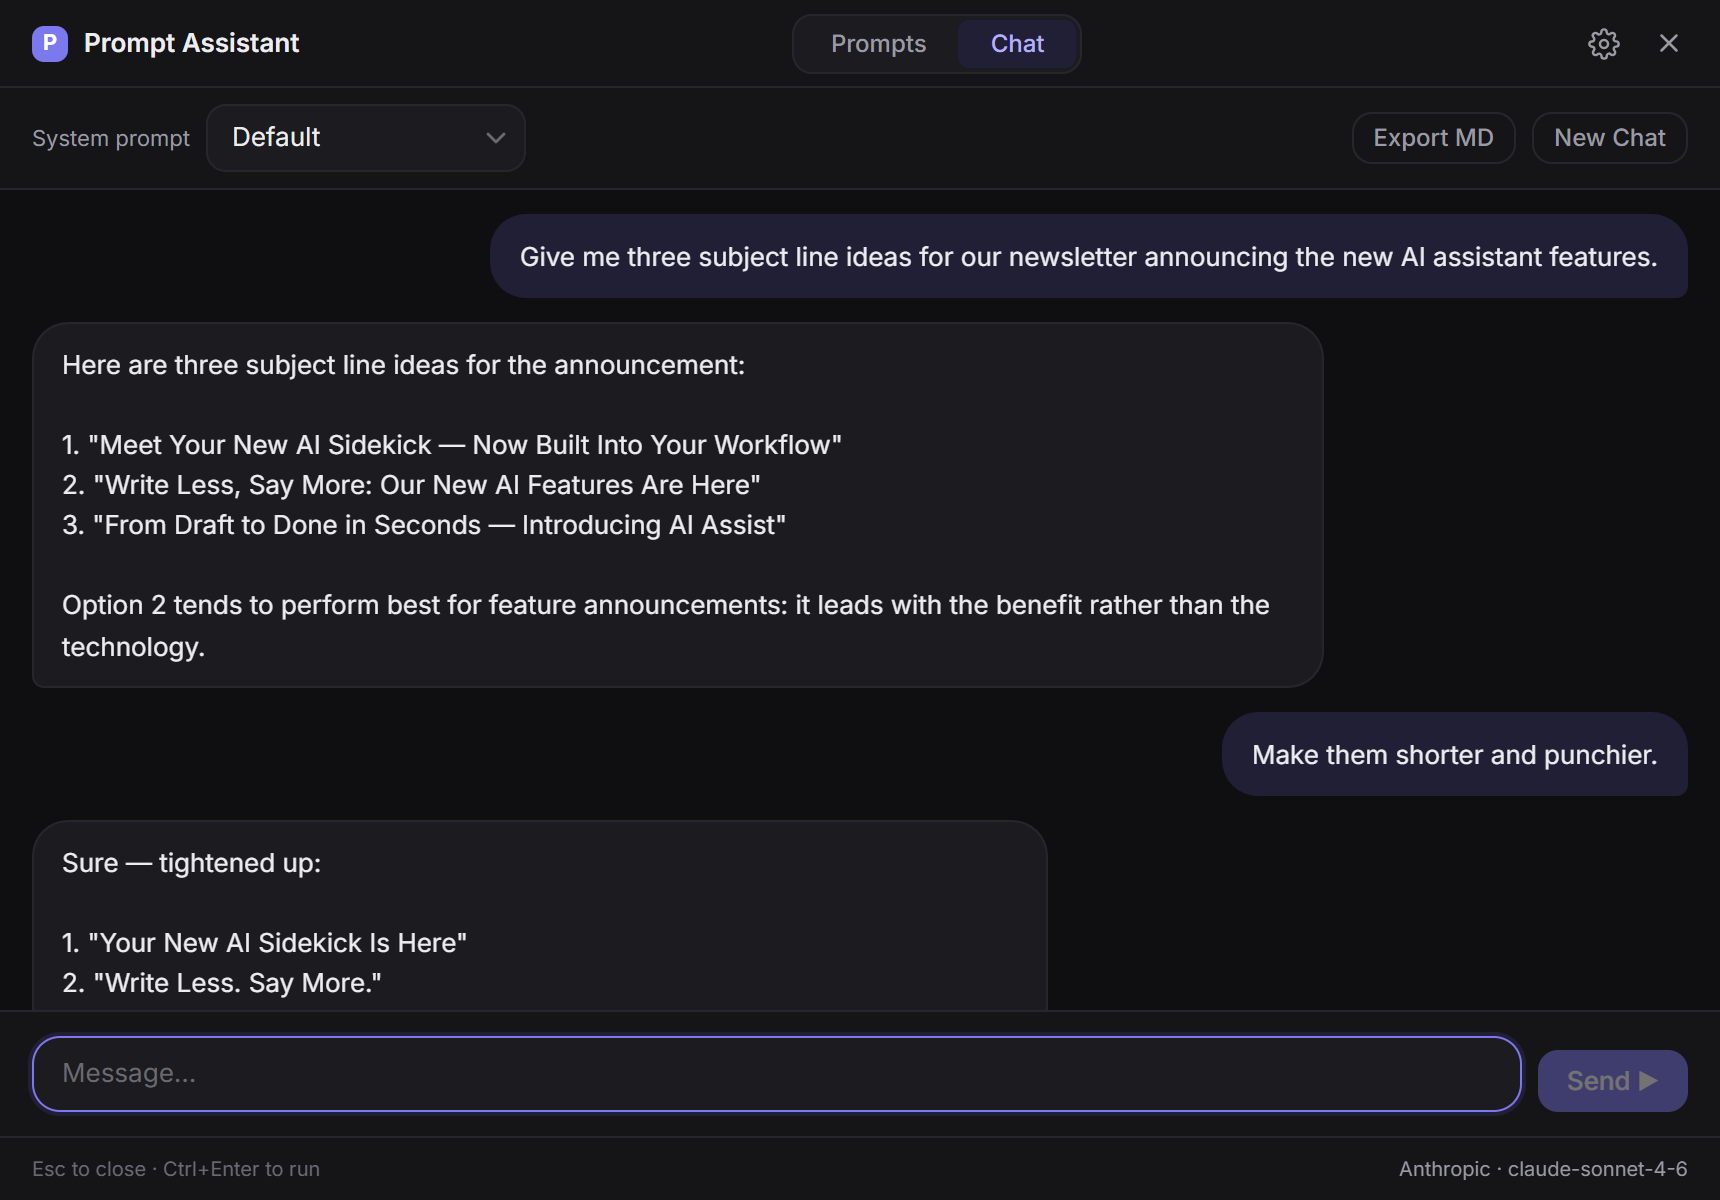 P Prompt Assistant
Prompts Chat
System prompt Default
Export MD New Chat
Give me three subject line ideas for our newsletter announcing the new AI assistant features.
Here are three subject line ideas for the announcement:
1. "Meet Your New AI Sidekick — Now Built Into Your Workflow"
2. "Write Less, Say More: Our New AI Features Are Here"
3. "From Draft to Done in Seconds — Introducing AI Assist"
Option 2 tends to perform best for feature announcements: it leads with the benefit rather than the
technology.
Make them shorter and punchier.
Sure — tightened up:
1. "Your New AI Sidekick Is Here"
2. "Write Less. Say More."
Message...
Send ▶
Esc to close · Ctrl+Enter to run
Anthropic · claude-sonnet-4-6